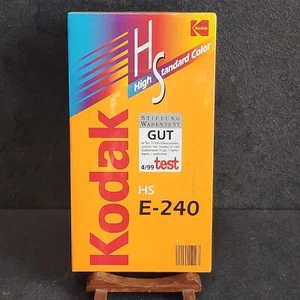 Kodak
HS
High Standard Color
Kodak
STIFTUNG
WARENTEST
GUT
4/99 test
HS
E-240